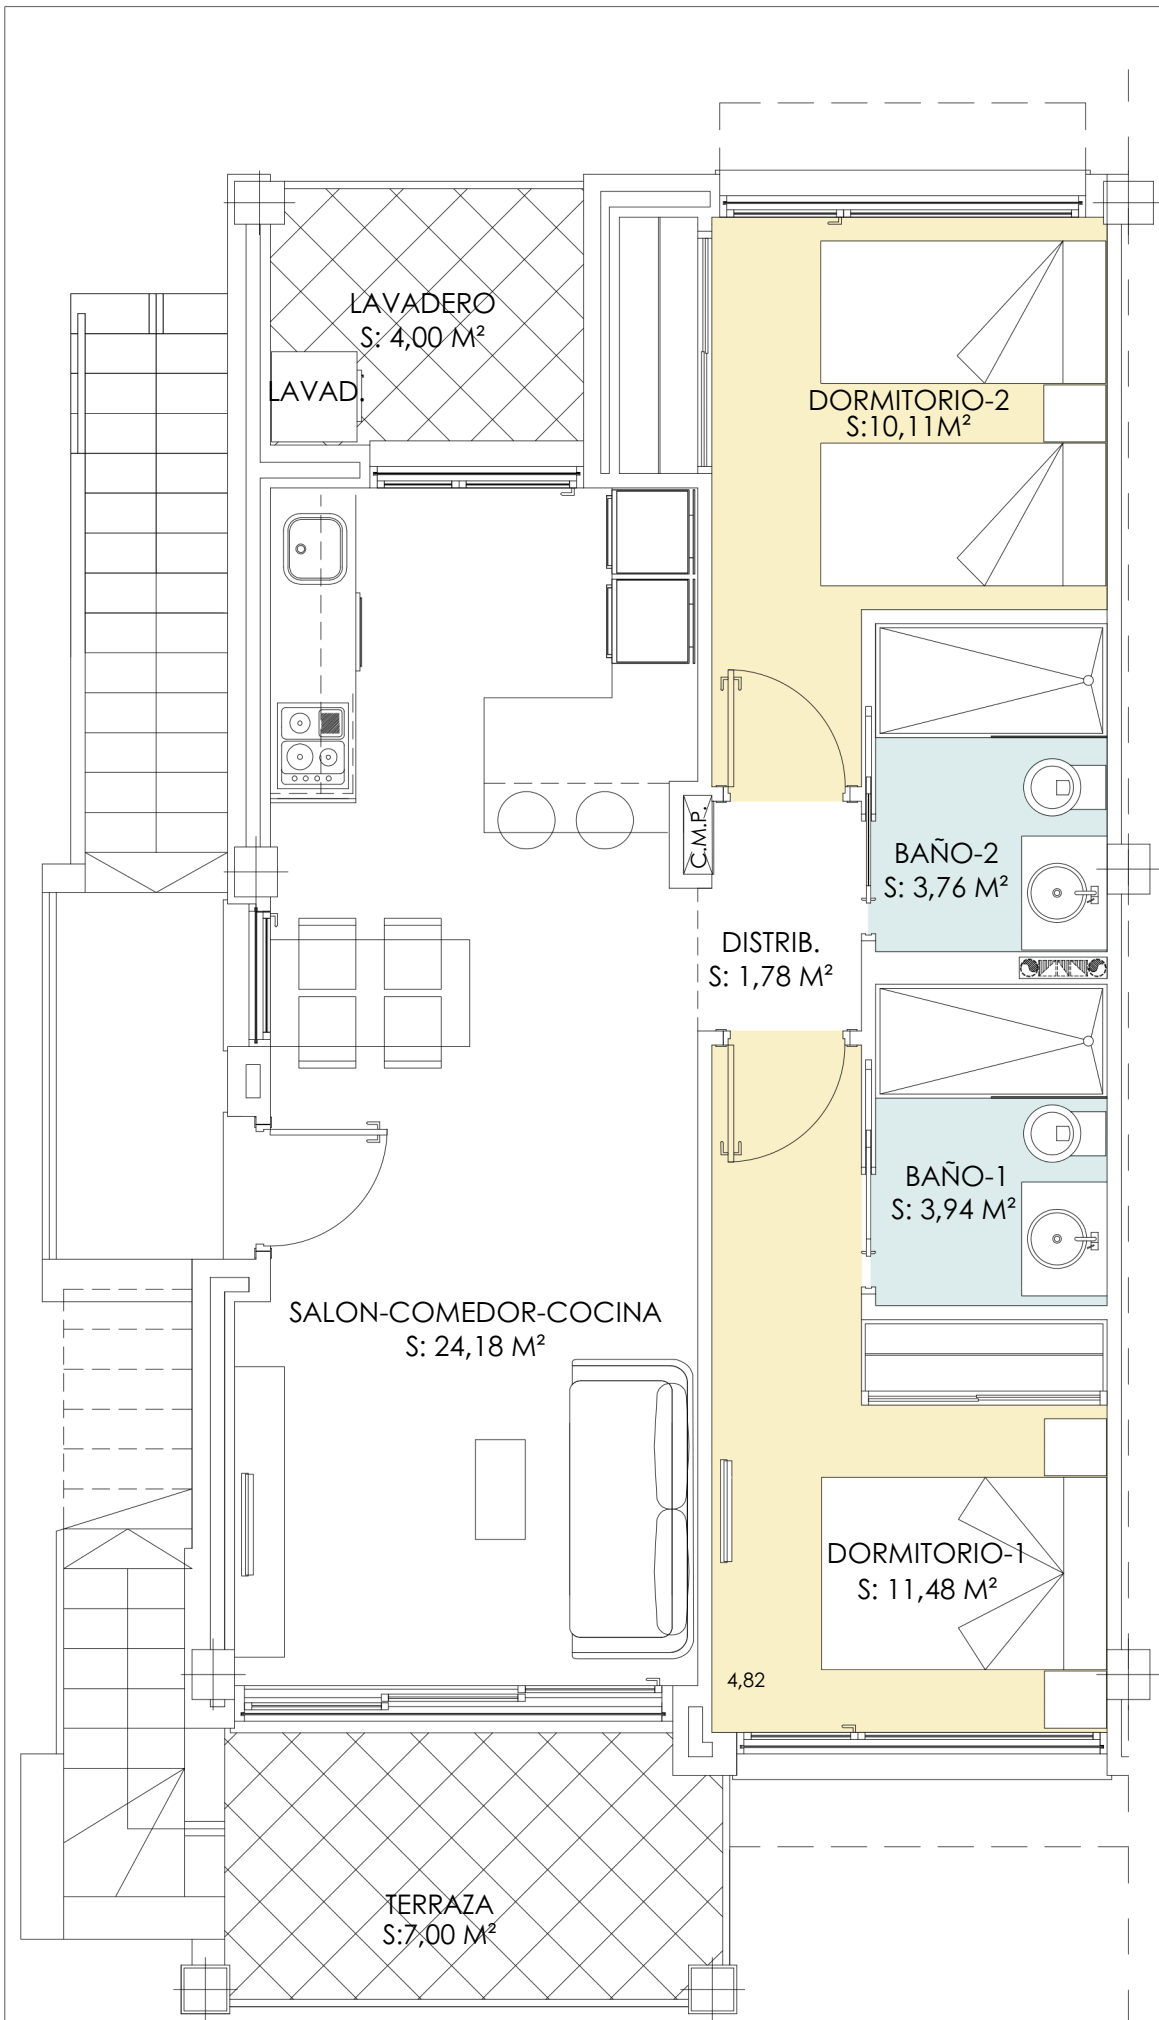 LAVADERO
S: 4,00 M²
LAVAD.
DORMITORIO-2
S:10,11M²
C.M.P.
BAÑO-2
S: 3,76 M²
DISTRIB.
S: 1,78 M²
BAÑO-1
S: 3,94 M²
SALON-COMEDOR-COCINA
S: 24,18 M²
DORMITORIO-1
S: 11,48 M²
4,82
TERRAZA
S:7,00 M²